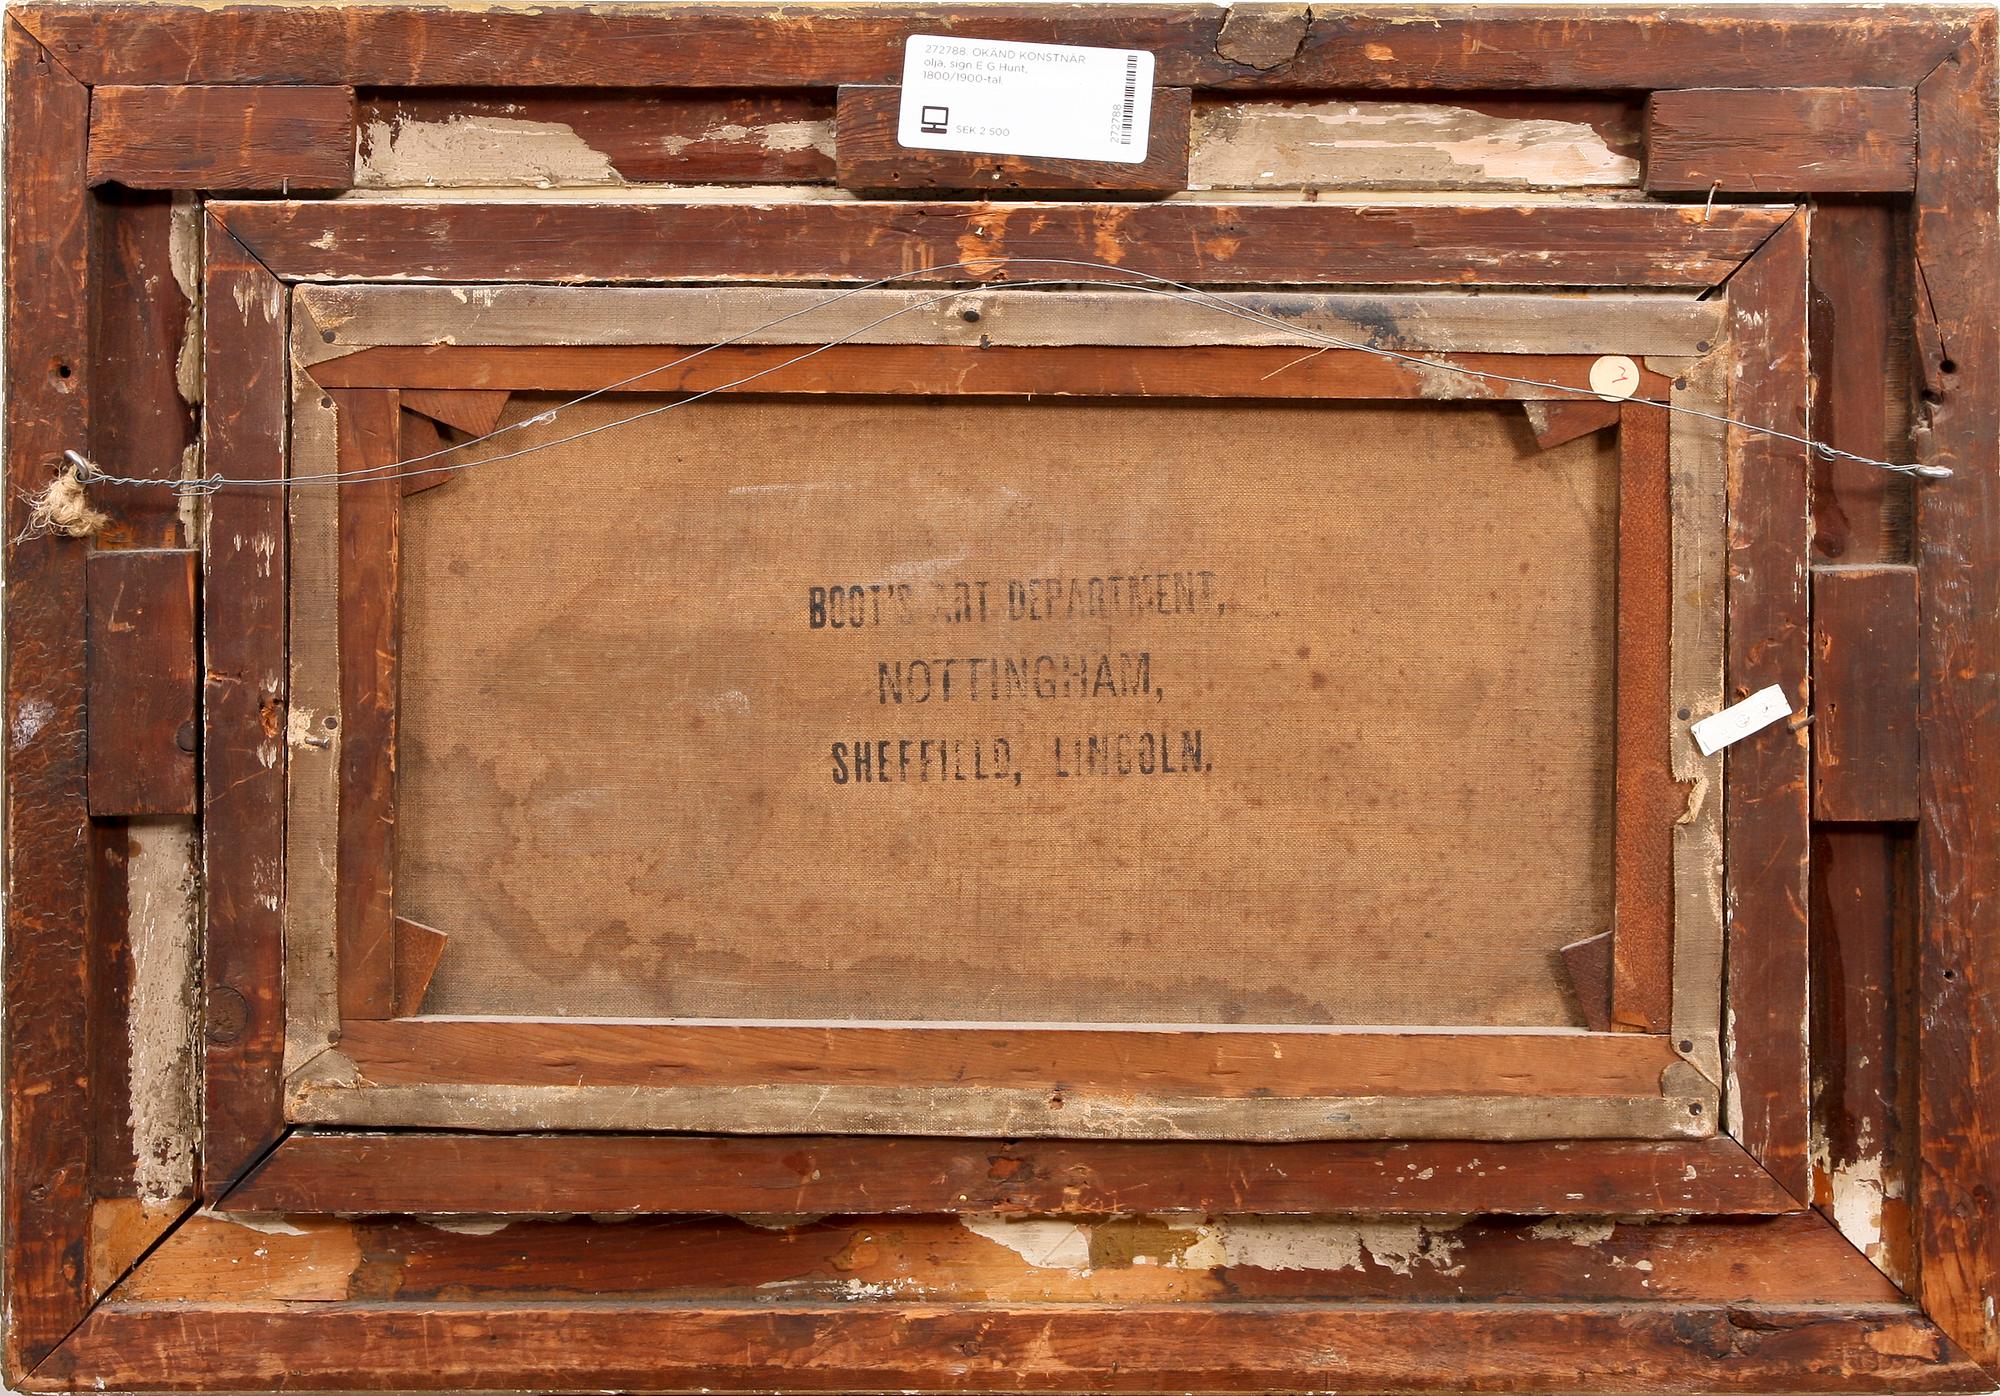 272788. OKÄND KONSTNÄR
olja, sign E G Hunt,
1800/1900-tal.
SEK 2 500
272788
BOOT'S ART DEPARTMENT,
NOTTINGHAM,
SHEFFIELD, LINCOLN.